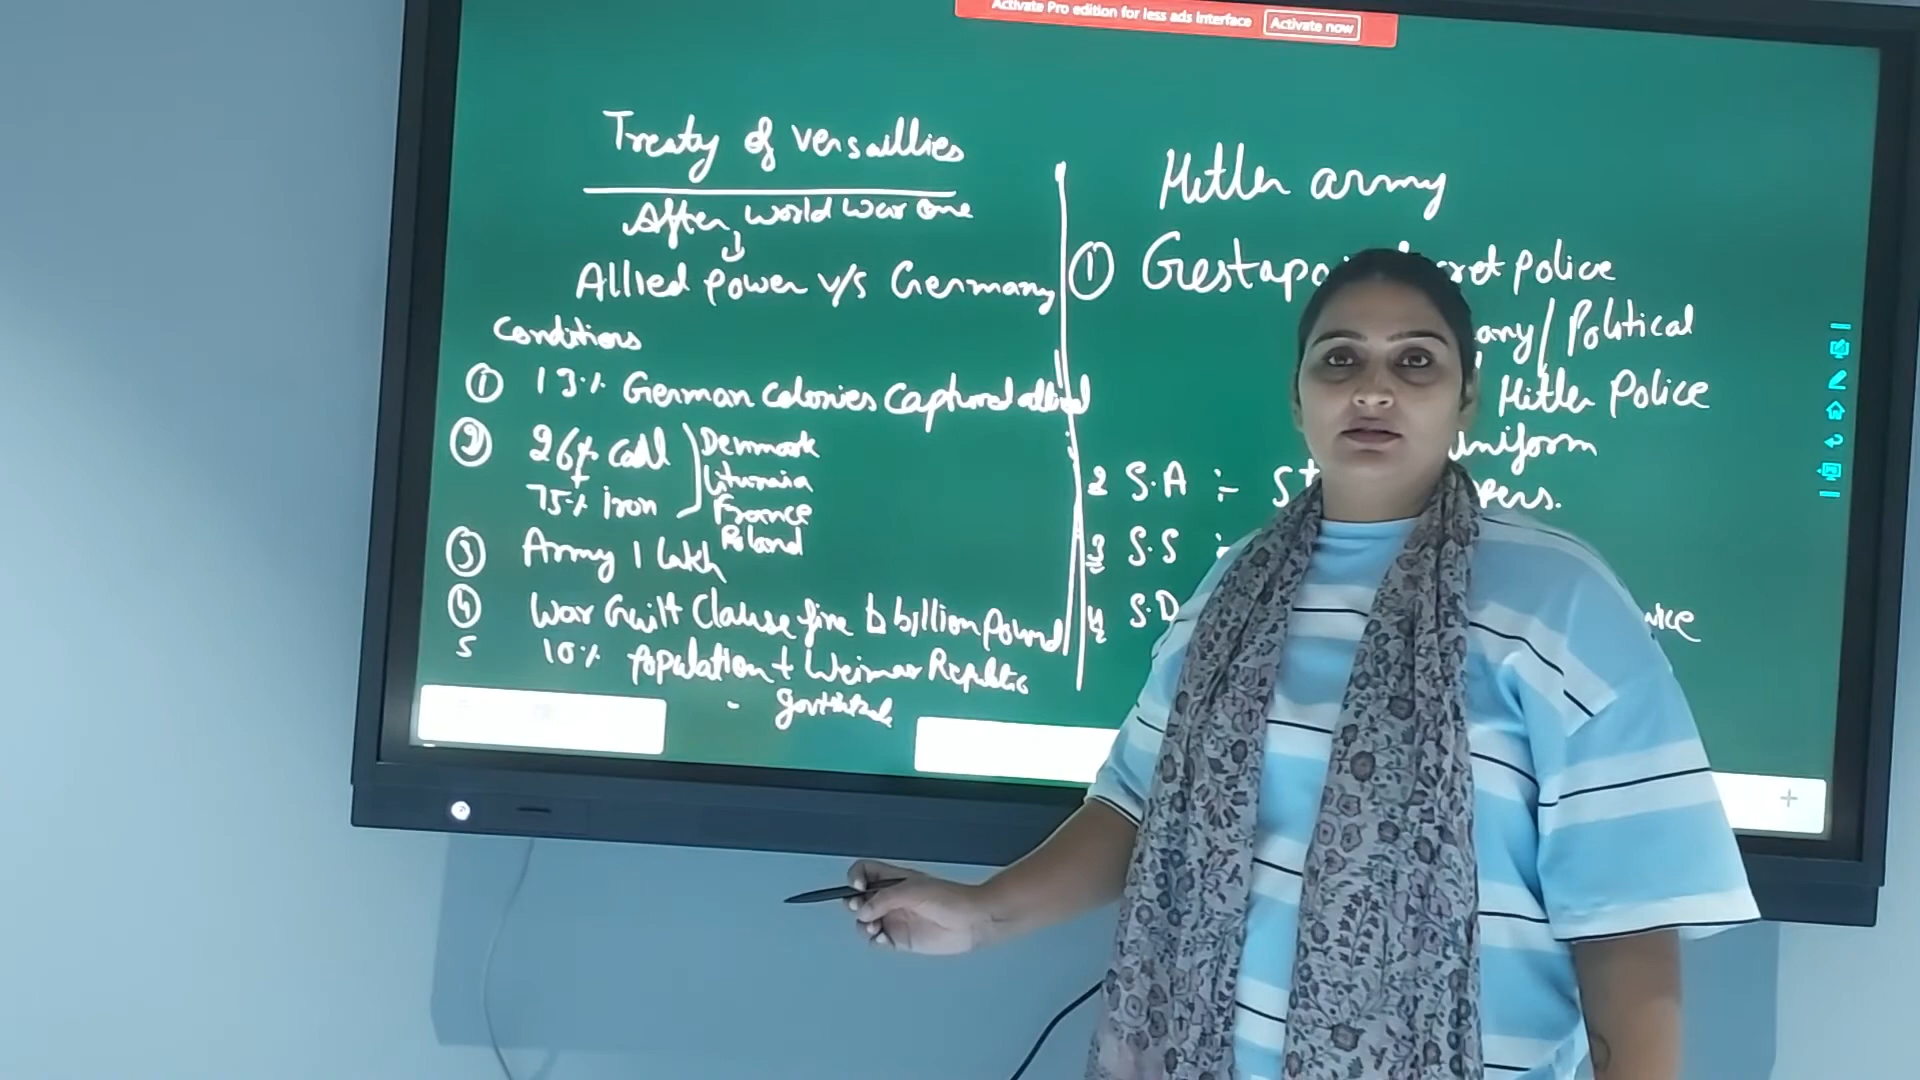 Activate Pro edition for less ads interface Activate now
Treaty of versaillies
After world war one
Allied power v/s Germany
Conditions
① 13% German colonies captured allied
② 26% coal
+
75% iron
Denmark
Lituraia
France
Poland
③ Army 1 lakh
④ War Guilt Clause fine 6 billion pound
5 10% population + Weimar Republic
-
Hitler army
① Gestapo police
/ Political
Hitler Police
uniform
2 S.A :-
3 S.S :-
4 S.D